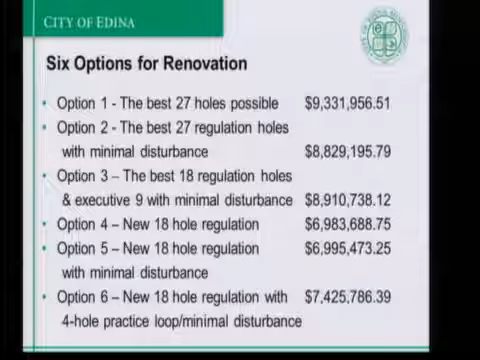 CITY OF EDINA
Six Options for Renovation
• Option 1 - The best 27 holes possible $9,331,956.51
• Option 2 - The best 27 regulation holes
with minimal disturbance $8,829,195.79
• Option 3 – The best 18 regulation holes
& executive 9 with minimal disturbance $8,910,738.12
• Option 4 – New 18 hole regulation $6,983,688.75
• Option 5 – New 18 hole regulation $6,995,473.25
with minimal disturbance
• Option 6 – New 18 hole regulation with $7,425,786.39
4-hole practice loop/minimal disturbance